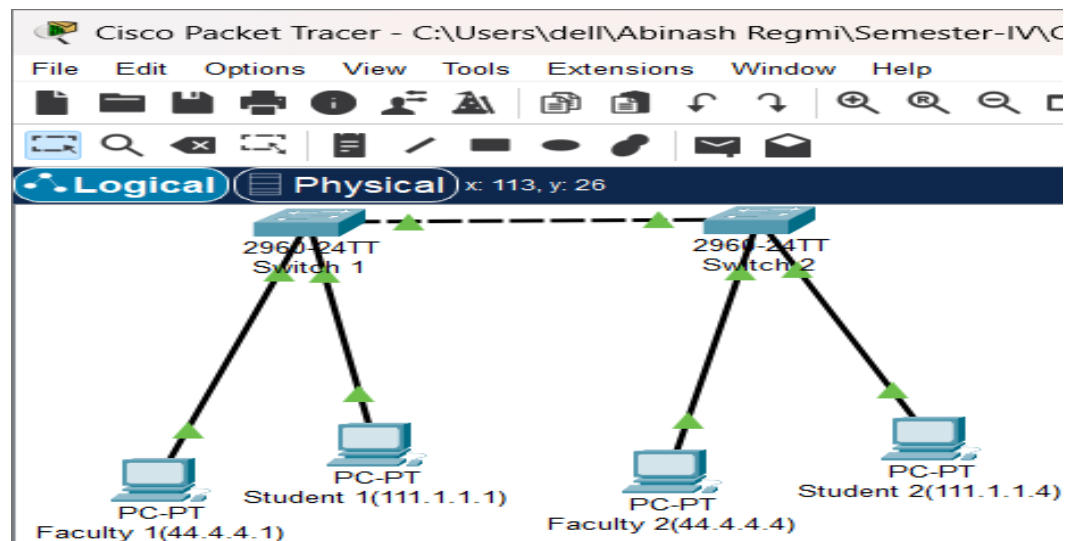 Cisco Packet Tracer - C:\Users\dell\Abinash Regmi\Semester-IV\
File Edit Options View Tools Extensions Window Help
Logical Physical x: 113, y: 26
2960-24TT
Switch 1
2960-24TT
Switch 2
PC-PT
Faculty 1(44.4.4.1)
PC-PT
Student 1(111.1.1.1)
PC-PT
Faculty 2(44.4.4.4)
PC-PT
Student 2(111.1.1.4)